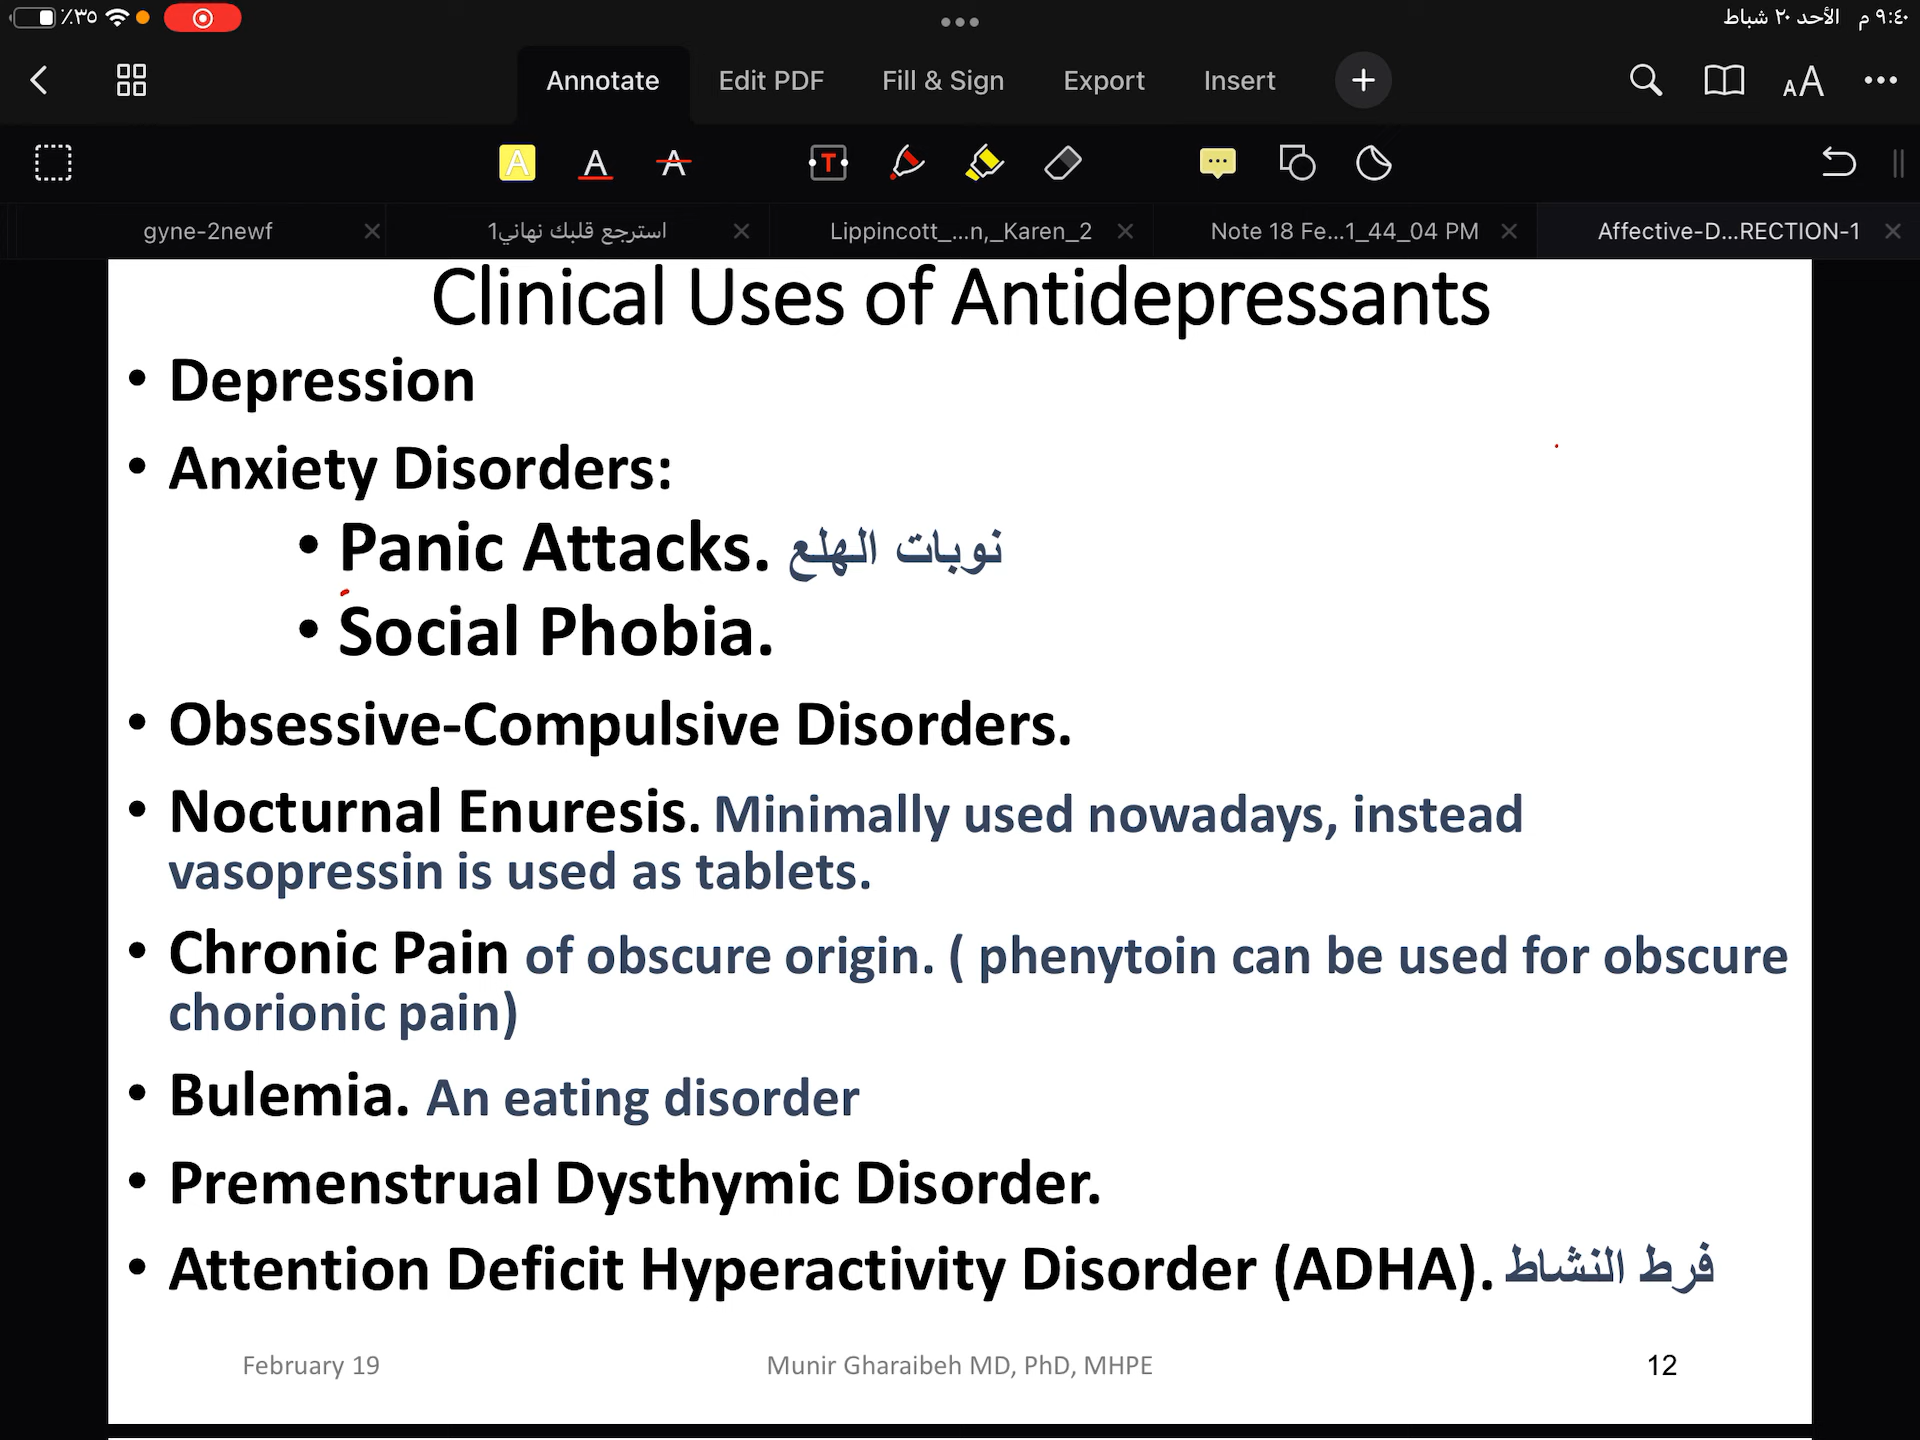 ٪٣٥
الأحد ٢٠ شباط ٩:٤٠ م
Annotate Edit PDF Fill & Sign Export Insert
gyne-2newf
استرجع قلبك نهاني1
Lippincott_...n,_Karen_2
Note 18 Fe...1_44_04 PM
Affective-D...RECTION-1
Clinical Uses of Antidepressants
• Depression
• Anxiety Disorders:
• Panic Attacks. نوبات الهلع
• Social Phobia.
• Obsessive-Compulsive Disorders.
• Nocturnal Enuresis. Minimally used nowadays, instead
vasopressin is used as tablets.
• Chronic Pain of obscure origin. ( phenytoin can be used for obscure
chorionic pain)
• Bulemia. An eating disorder
• Premenstrual Dysthymic Disorder.
• Attention Deficit Hyperactivity Disorder (ADHA). فرط النشاط
February 19 Munir Gharaibeh MD, PhD, MHPE 12